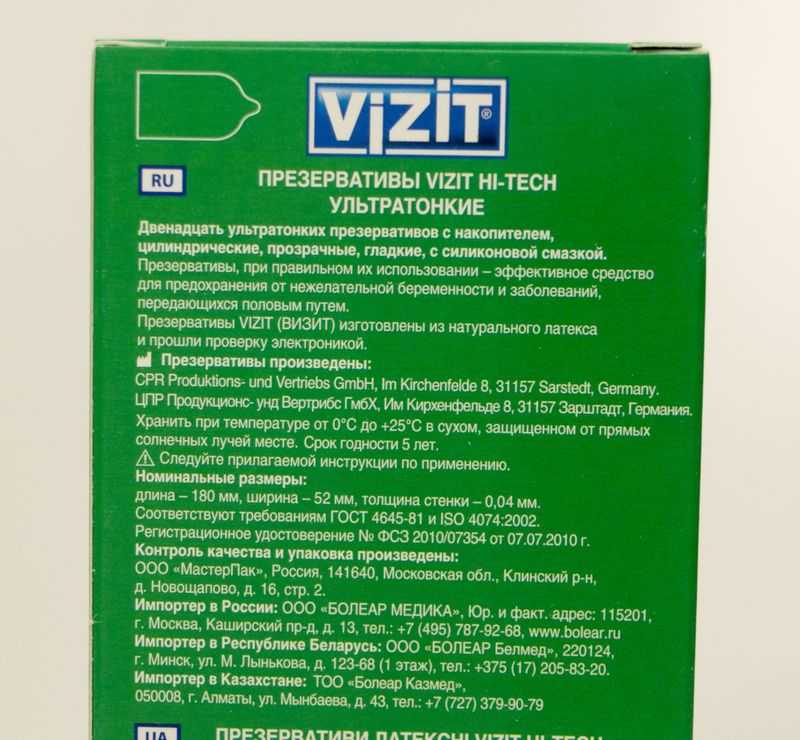 ViZiT®
RU
ПРЕЗЕРВАТИВЫ VIZIT HI-TECH
УЛЬТРАТОНКИЕ
Двенадцать ультратонких презервативов с накопителем,
цилиндрические, прозрачные, гладкие, с силиконовой смазкой.
Презервативы, при правильном их использовании – эффективное средство
для предохранения от нежелательной беременности и заболеваний,
передающихся половым путем.
Презервативы VIZIT (ВИЗИТ) изготовлены из натурального латекса
и прошли проверку электроникой.
Презервативы произведены:
CPR Produktions- und Vertriebs GmbH, Im Kirchenfelde 8, 31157 Sarstedt, Germany.
ЦПР Продукционс- унд Вертрибс ГмбХ, Им Кирхенфельде 8, 31157 Зарштадт, Германия.
Хранить при температуре от 0°С до +25°С в сухом, защищенном от прямых
солнечных лучей месте. Срок годности 5 лет.
⚠ Следуйте прилагаемой инструкции по применению.
Номинальные размеры:
длина – 180 мм, ширина – 52 мм, толщина стенки – 0,04 мм.
Соответствуют требованиям ГОСТ 4645-81 и ISO 4074:2002.
Регистрационное удостоверение № ФСЗ 2010/07354 от 07.07.2010 г.
Контроль качества и упаковка произведены:
ООО «МастерПак», Россия, 141640, Московская обл., Клинский р-н,
д. Новощапово, д. 16, стр. 2.
Импортер в России: ООО «БОЛЕАР МЕДИКА», Юр. и факт. адрес: 115201,
г. Москва, Каширский пр-д, д. 13, тел.: +7 (495) 787-92-68, www.bolear.ru
Импортер в Республике Беларусь: ООО «БОЛЕАР Белмед», 220124,
г. Минск, ул. М. Лынькова, д. 123-68 (1 этаж), тел.: +375 (17) 205-83-20.
Импортер в Казахстане: ТОО «Болеар Казмед»,
050008, г. Алматы, ул. Мынбаева, д. 43, тел.: +7 (727) 379-90-79
UA
ПРЕЗЕРВАТИВИ ЛАТЕКСНІ VIZIT HI-TECH